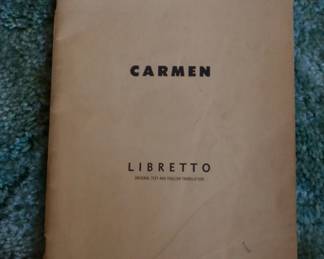 CARMEN
LIBRETTO
ORIGINAL TEXT AND ENGLISH TRANSLATION